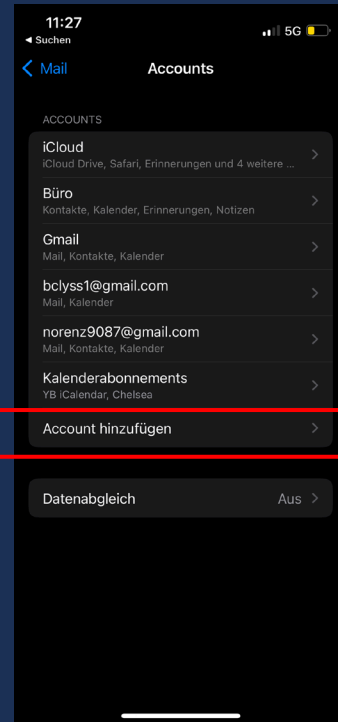 11:27
5G
◀ Suchen
Mail
Accounts
ACCOUNTS
iCloud
iCloud Drive, Safari, Erinnerungen und 4 weitere ...
Büro
Kontakte, Kalender, Erinnerungen, Notizen
Gmail
Mail, Kontakte, Kalender
bclyss1@gmail.com
Mail, Kalender
norenz9087@gmail.com
Mail, Kontakte, Kalender
Kalenderabonnements
YB iCalendar, Chelsea
Account hinzufügen
Datenabgleich Aus